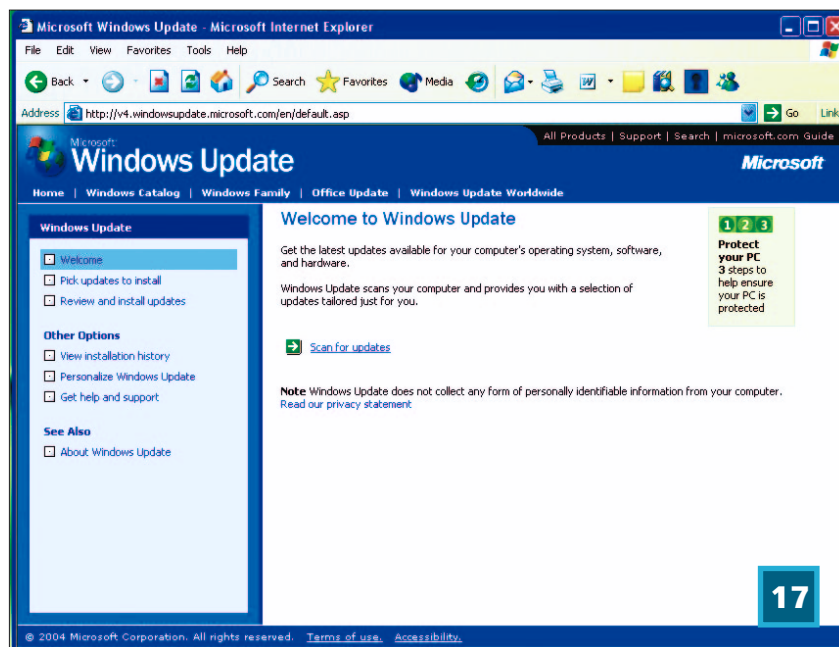 Microsoft Windows Update - Microsoft Internet Explorer
File Edit View Favorites Tools Help
Back Search Favorites Media
Address http://v4.windowsupdate.microsoft.com/en/default.asp Go Link
All Products | Support | Search | microsoft.com Guide
Microsoft
Windows Update
Microsoft
Home | Windows Catalog | Windows Family | Office Update | Windows Update Worldwide
Windows Update
Welcome
Pick updates to install
Review and install updates
Other Options
View installation history
Personalize Windows Update
Get help and support
See Also
About Windows Update
Welcome to Windows Update
Get the latest updates available for your computer's operating system, software,
and hardware.
Windows Update scans your computer and provides you with a selection of
updates tailored just for you.
Scan for updates
Note Windows Update does not collect any form of personally identifiable information from your computer.
Read our privacy statement
1 2 3
Protect
your PC
3 steps to
help ensure
your PC is
protected
17
© 2004 Microsoft Corporation. All rights reserved. Terms of use. Accessibility.